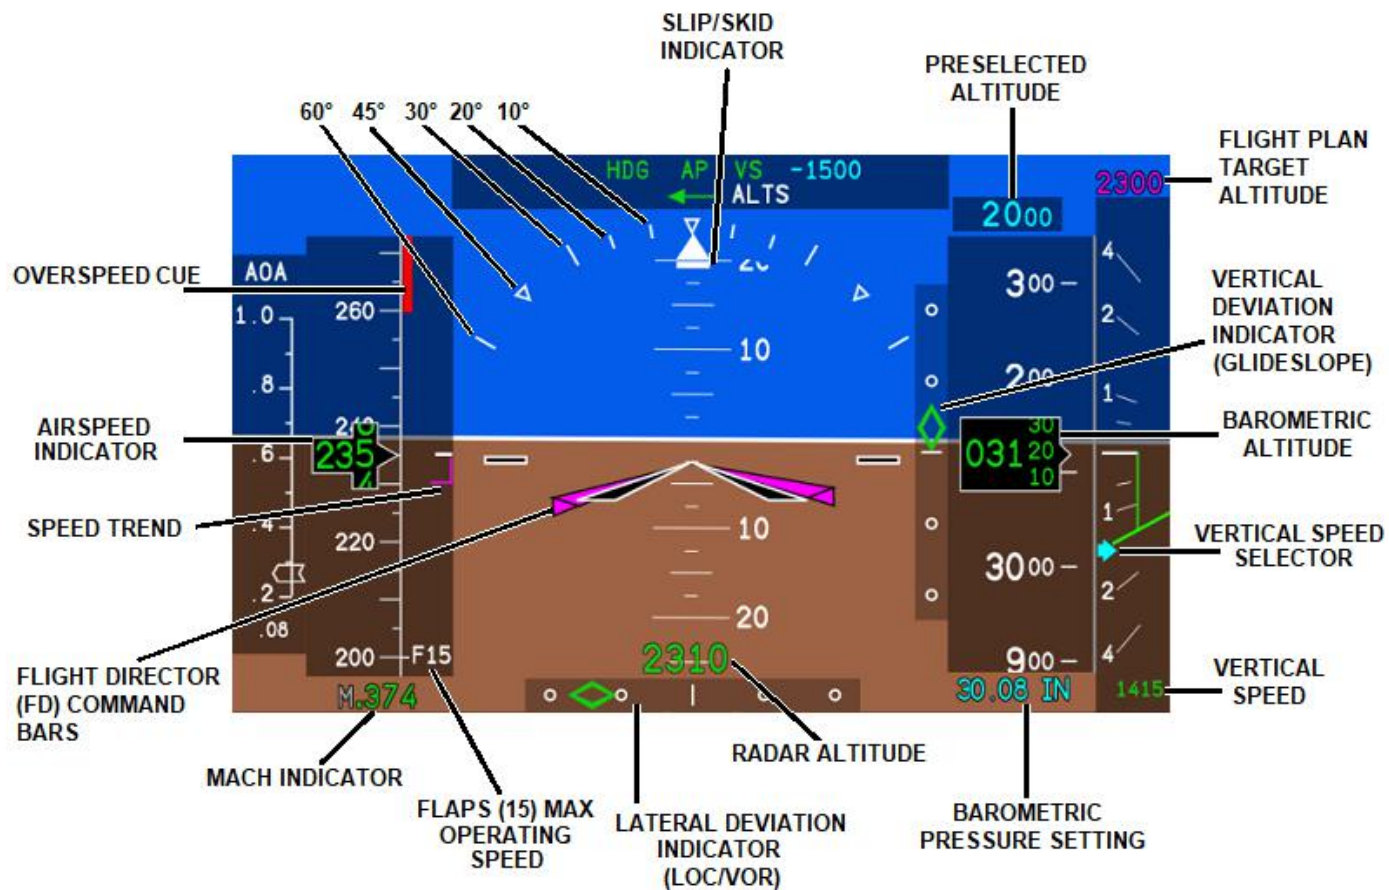 SLIP/SKID
INDICATOR
PRESELECTED
ALTITUDE
60° 45° 30° 20° 10°
FLIGHT PLAN
TARGET
ALTITUDE
HDG AP VS -1500
ALTS
2300
2000
OVERSPEED CUE
AOA
20
4
300
VERTICAL
DEVIATION
INDICATOR
(GLIDESLOPE)
1.0
260
2
10
.8
200
1
AIRSPEED
INDICATOR
240
30
BAROMETRIC
ALTITUDE
.6
235
031
20
4
10
SPEED TREND
.4
220
10
1
VERTICAL SPEED
SELECTOR
3000
.2
2
.08
20
200
F15
2310
900
4
FLIGHT DIRECTOR
(FD) COMMAND
BARS
M.374
30.08 IN
1415
VERTICAL
SPEED
MACH INDICATOR
RADAR ALTITUDE
FLAPS (15) MAX
OPERATING
SPEED
LATERAL DEVIATION
INDICATOR
(LOC/VOR)
BAROMETRIC
PRESSURE SETTING